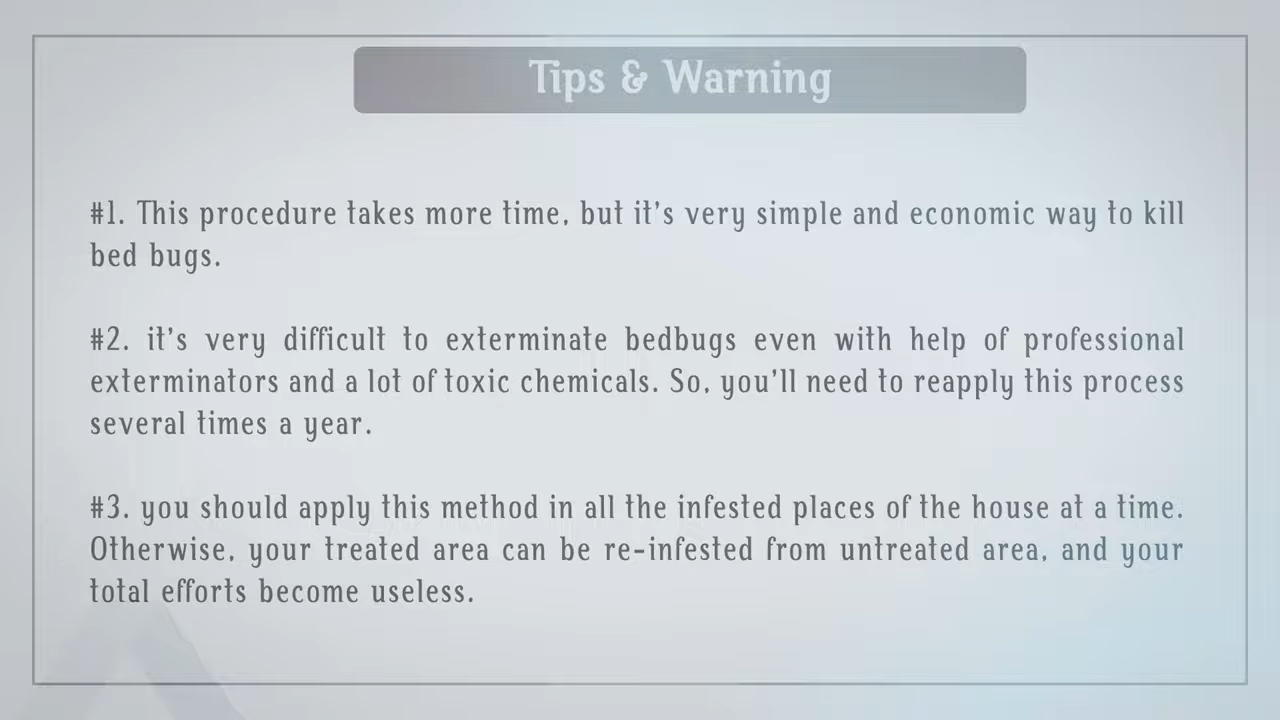 Tips & Warning
#1. This procedure takes more time, but it's very simple and economic way to kill
bed bugs.
#2. it's very difficult to exterminate bedbugs even with help of professional
exterminators and a lot of toxic chemicals. So, you'll need to reapply this process
several times a year.
#3. you should apply this method in all the infested places of the house at a time.
Otherwise, your treated area can be re-infested from untreated area, and your
total efforts become useless.